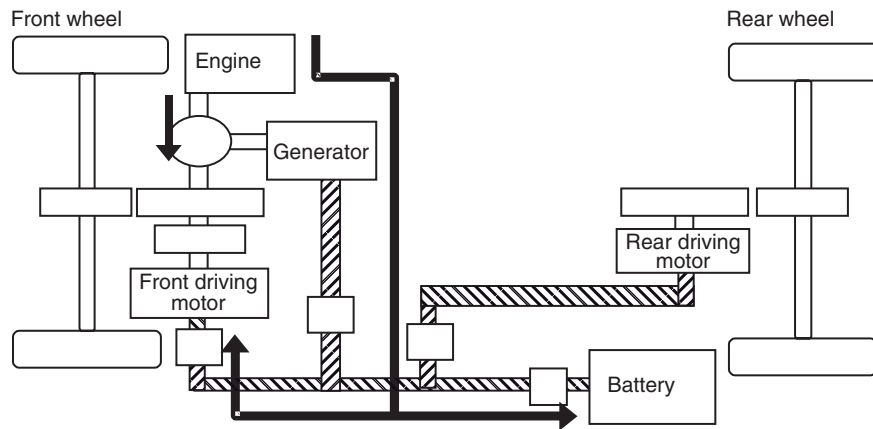 Front wheel
Rear wheel
Engine
Generator
Rear driving
motor
Front driving
motor
Battery